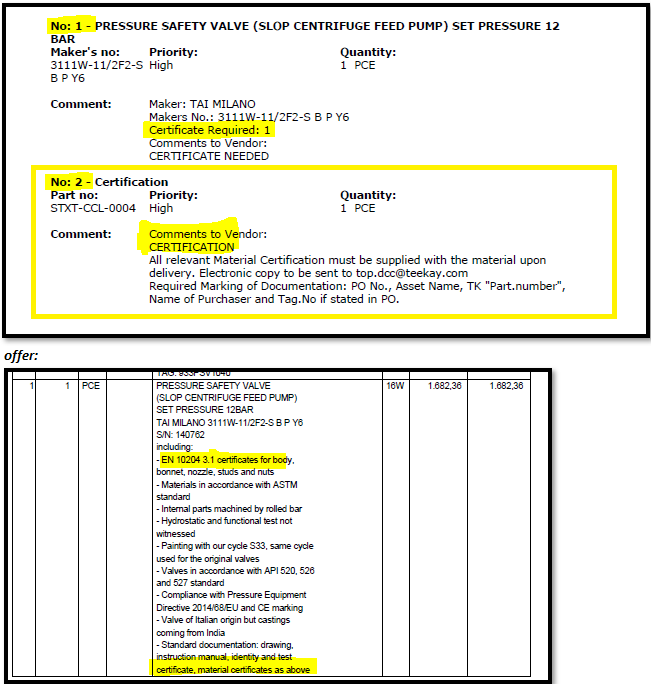 No: 1 - PRESSURE SAFETY VALVE (SLOP CENTRIFUGE FEED PUMP) SET PRESSURE 12
BAR
Maker's no: Priority: Quantity:
3111W-11/2F2-S High 1 PCE
B P Y6
Comment: Maker: TAI MILANO
Makers No.: 3111W-11/2F2-S B P Y6
Certificate Required: 1
Comments to Vendor:
CERTIFICATE NEEDED
No: 2 - Certification
Part no: Priority: Quantity:
STXT-CCL-0004 High 1 PCE
Comment: Comments to Vendor:
CERTIFICATION
All relevant Material Certification must be supplied with the material upon
delivery. Electronic copy to be sent to top.dcc@teekay.com
Required Marking of Documentation: PO No., Asset Name, TK "Part.number",
Name of Purchaser and Tag.No if stated in PO.
offer:
TAG: 933PSV1040
1 1 PCE PRESSURE SAFETY VALVE 16W 1.682,36 1.682,36
(SLOP CENTRIFUGE FEED PUMP)
SET PRESSURE 12BAR
TAI MILANO 3111W-11/2F2-S B P Y6
S/N: 140762
including:
- EN 10204 3.1 certificates for body,
bonnet, nozzle, studs and nuts
- Materials in accordance with ASTM
standard
- Internal parts machined by rolled bar
- Hydrostatic and functional test not
witnessed
- Painting with our cycle S33, same cycle
used for the original valves
- Valves in accordance with API 520, 526
and 527 standard
- Compliance with Pressure Equipment
Directive 2014/68/EU and CE marking
- Valve of Italian origin but castings
coming from India
- Standard documentation: drawing,
instruction manual, identity and test
certificate, material certificates as above